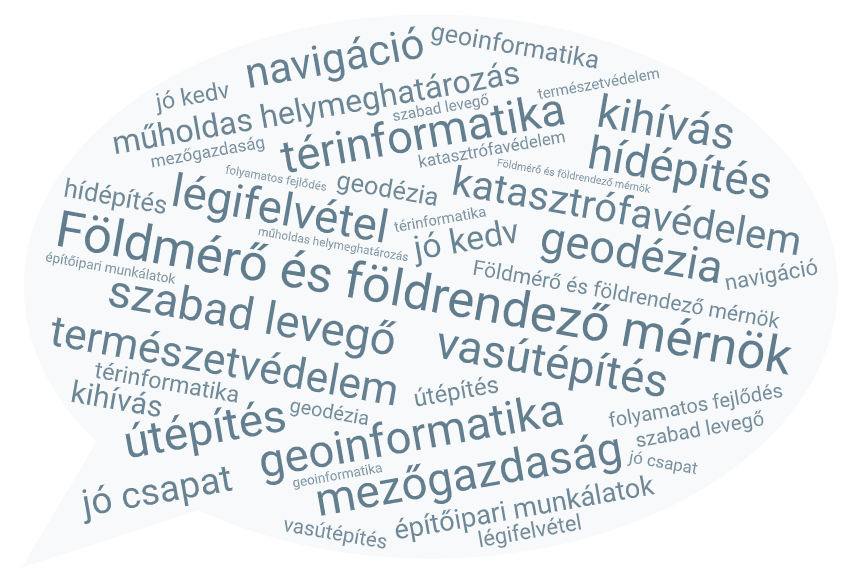 geoinformatika
navigáció
jó kedv
természetvédelem
műholdas helymeghatározás
szabad levegő
kihívás
térinformatika
mezőgazdaság
katasztrófavédelem
hídépítés
Földmérő és földrendező mérnök
folyamatos fejlődés
geodézia
hídépítés
légifelvétel
katasztrófavédelem
térinformatika
jó kedv
műholdas helymeghatározás
geodézia
Földmérő és földrendező mérnök
navigáció
építőipari munkálatok
Földmérő és földrendező mérnök
szabad levegő
természetvédelem
vasútépítés
térinformatika
útépítés
kihívás
geodézia
folyamatos fejlődés
útépítés
geoinformatika
szabad levegő
jó csapat
mezőgazdaság
geoinformatika
jó csapat
építőipari munkálatok
vasútépítés
légifelvétel